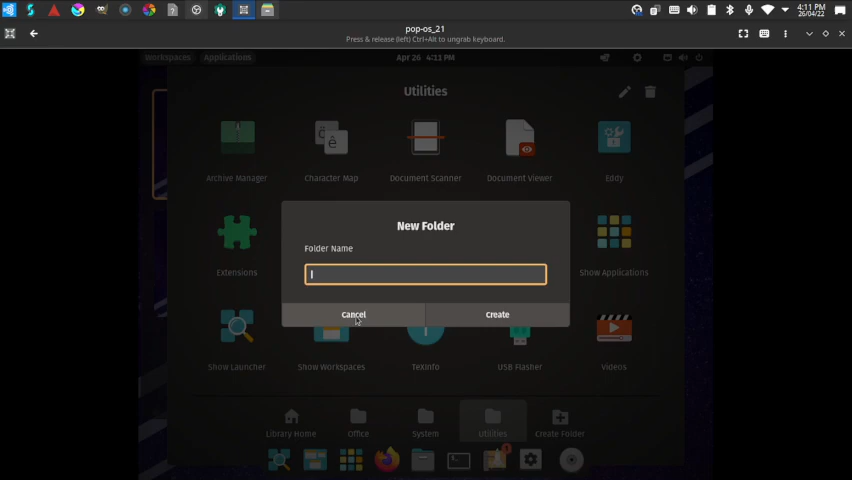 4:11 PM
26/04/22
pop-os_21
Press & release (left) Ctrl+Alt to ungrab keyboard.
Workspaces
Applications
Apr 26 4:11 PM
Utilities
Archive Manager
Character Map
Document Scanner
Document Viewer
Eddy
New Folder
Folder Name
Extensions
Show Applications
Cancel
Create
Show Launcher
Show Workspaces
TeXInfo
USB Flasher
Videos
Library Home
Office
System
Utilities
Create Folder